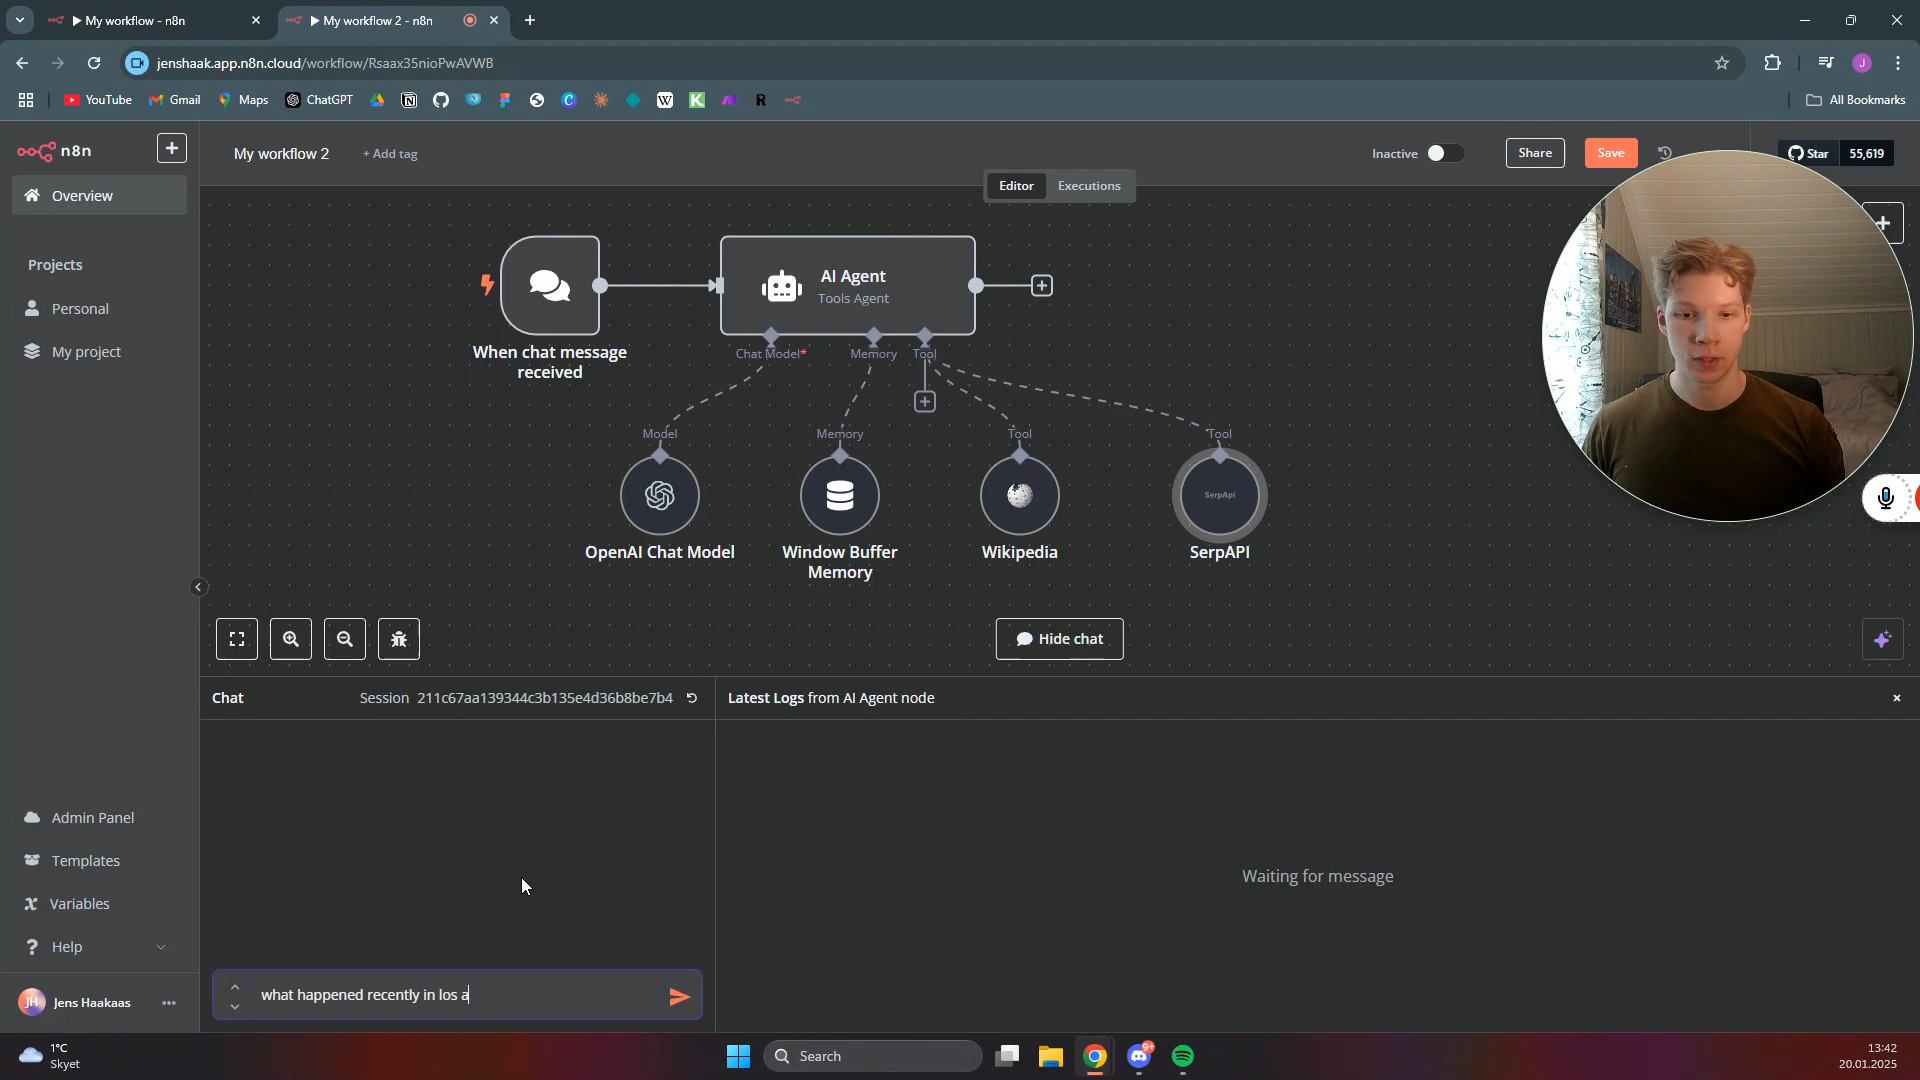 My workflow - n8n
My workflow 2 - n8n
jenshaak.app.n8n.cloud/workflow/Rsaax35nioPwAVWB
YouTube
Gmail
Maps
ChatGPT
All Bookmarks
n8n
My workflow 2
+ Add tag
Inactive
Share
Save
Star
55,619
Editor
Executions
Overview
Projects
Personal
My project
When chat message
received
AI Agent
Tools Agent
Chat Model*
Memory
Tool
Model
Memory
Tool
Tool
SerpApi
OpenAI Chat Model
Window Buffer
Memory
Wikipedia
SerpAPI
Hide chat
Chat
Session 211c67aa139344c3b135e4d36b8be7b4
Latest Logs from AI Agent node
Waiting for message
Admin Panel
Templates
Variables
Help
JH
Jens Haakaas
what happened recently in los a
1°C
Skyet
Search
9+
13:42
20.01.2025